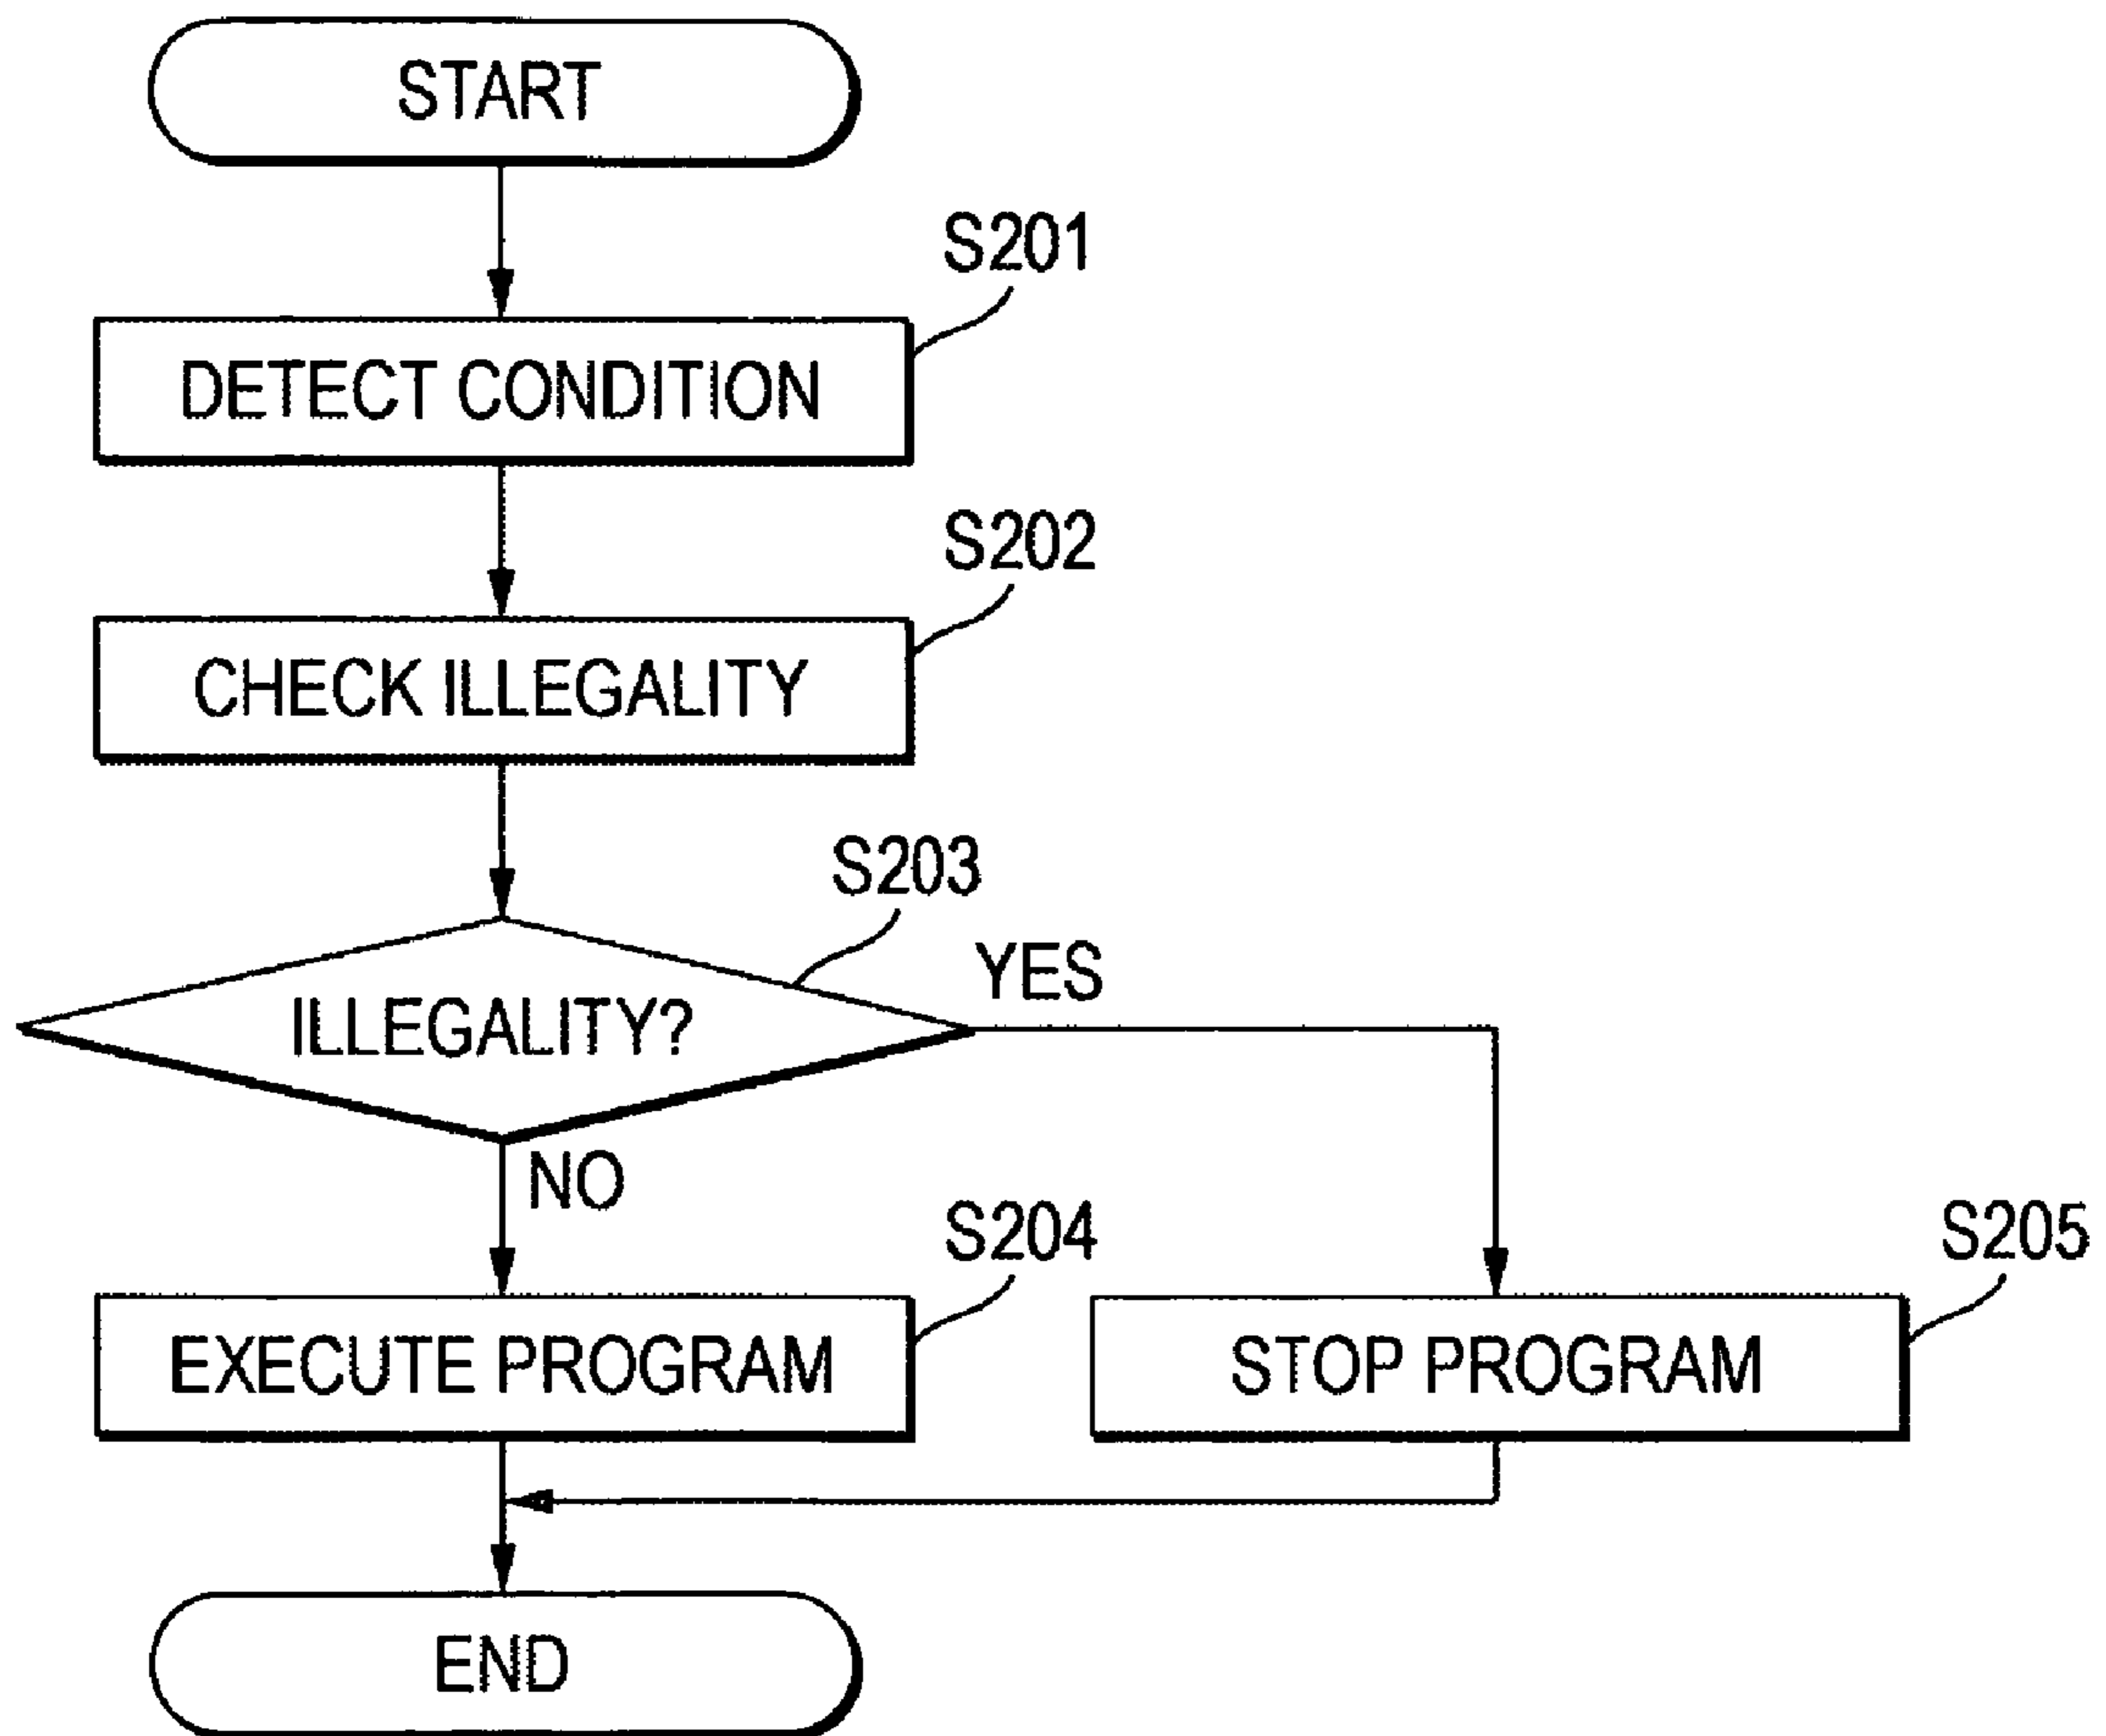 START
S201
DETECT CONDITION
S202
CHECK ILLEGALITY
S203
YES
ILLEGALITY?
NO
S204
S205
EXECUTE PROGRAM
STOP PROGRAM
END